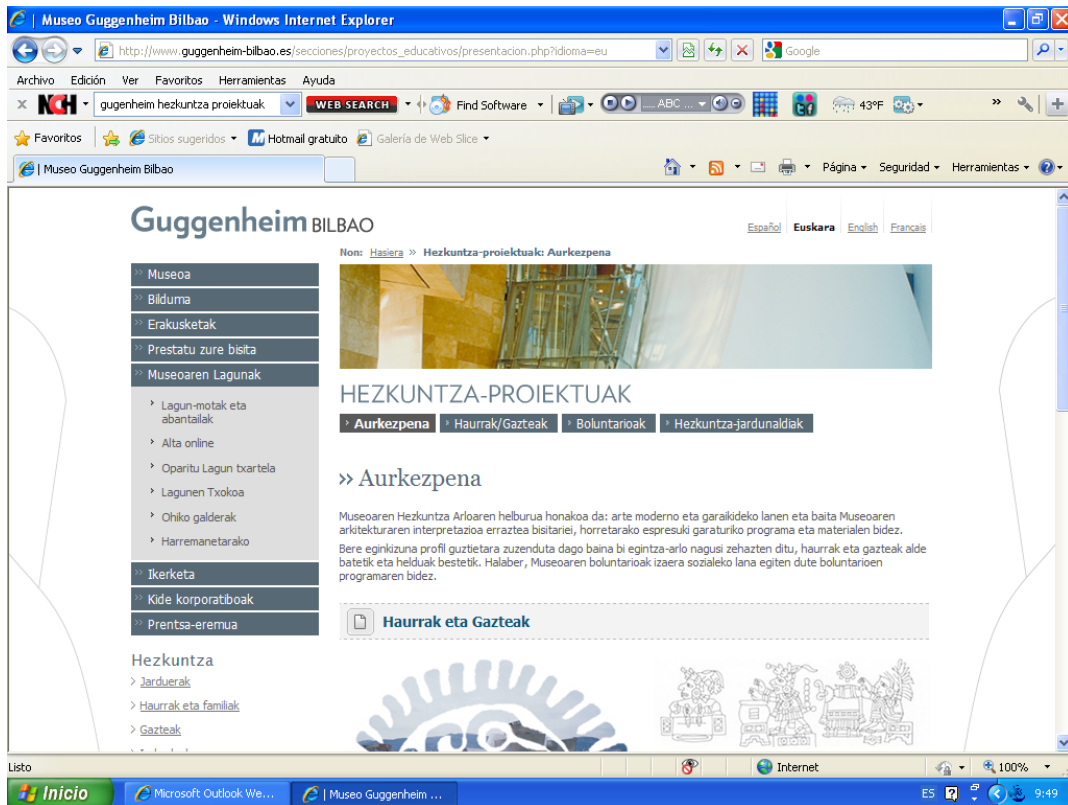 | Museo Guggenheim Bilbao - Windows Internet Explorer
http://www.guggenheim-bilbao.es/secciones/proyectos_educativos/presentacion.php?idioma=eu
Google
Archivo Edición Ver Favoritos Herramientas Ayuda
x NCH gugenheim hezkuntza proiektuak WEB SEARCH Find Software ... ABC ... 43°F »
Favoritos Sitios sugeridos Hotmail gratuito Galería de Web Slice
| Museo Guggenheim Bilbao
Página Seguridad Herramientas
Guggenheim BILBAO
Español Euskara English Français
Non: Hasiera » Hezkuntza-proiektuak: Aurkezpena
» Museoa
» Bilduma
» Erakusketak
» Prestatu zure bisita
» Museoaren Lagunak
› Lagun-motak eta
abantailak
› Alta online
› Oparitu Lagun txartela
› Lagunen Txokoa
› Ohiko galderak
› Harremanetarako
» Ikerketa
» Kide korporatiboak
» Prentsa-eremua
Hezkuntza
> Jarduerak
> Haurrak eta familiak
> Gazteak
HEZKUNTZA-PROIEKTUAK
› Aurkezpena › Haurrak/Gazteak › Boluntarioak › Hezkuntza-jardunaldiak
» Aurkezpena
Museoaren Hezkuntza Arloaren helburua honakoa da: arte moderno eta garaikideko lanen eta baita Museoaren
arkitekturaren interpretazioa erraztea bisitariei, horretarako espresuki garaturiko programa eta materialen bidez.
Bere eginkizuna profil guztietara zuzenduta dago baina bi egintza-arlo nagusi zehazten ditu, haurrak eta gazteak alde
batetik eta helduak bestetik. Halaber, Museoaren boluntarioak izaera sozialeko lana egiten dute boluntarioen
programaren bidez.
Haurrak eta Gazteak
Listo
Internet
100%
Inicio
Microsoft Outlook We...
| Museo Guggenheim ...
ES
9:49